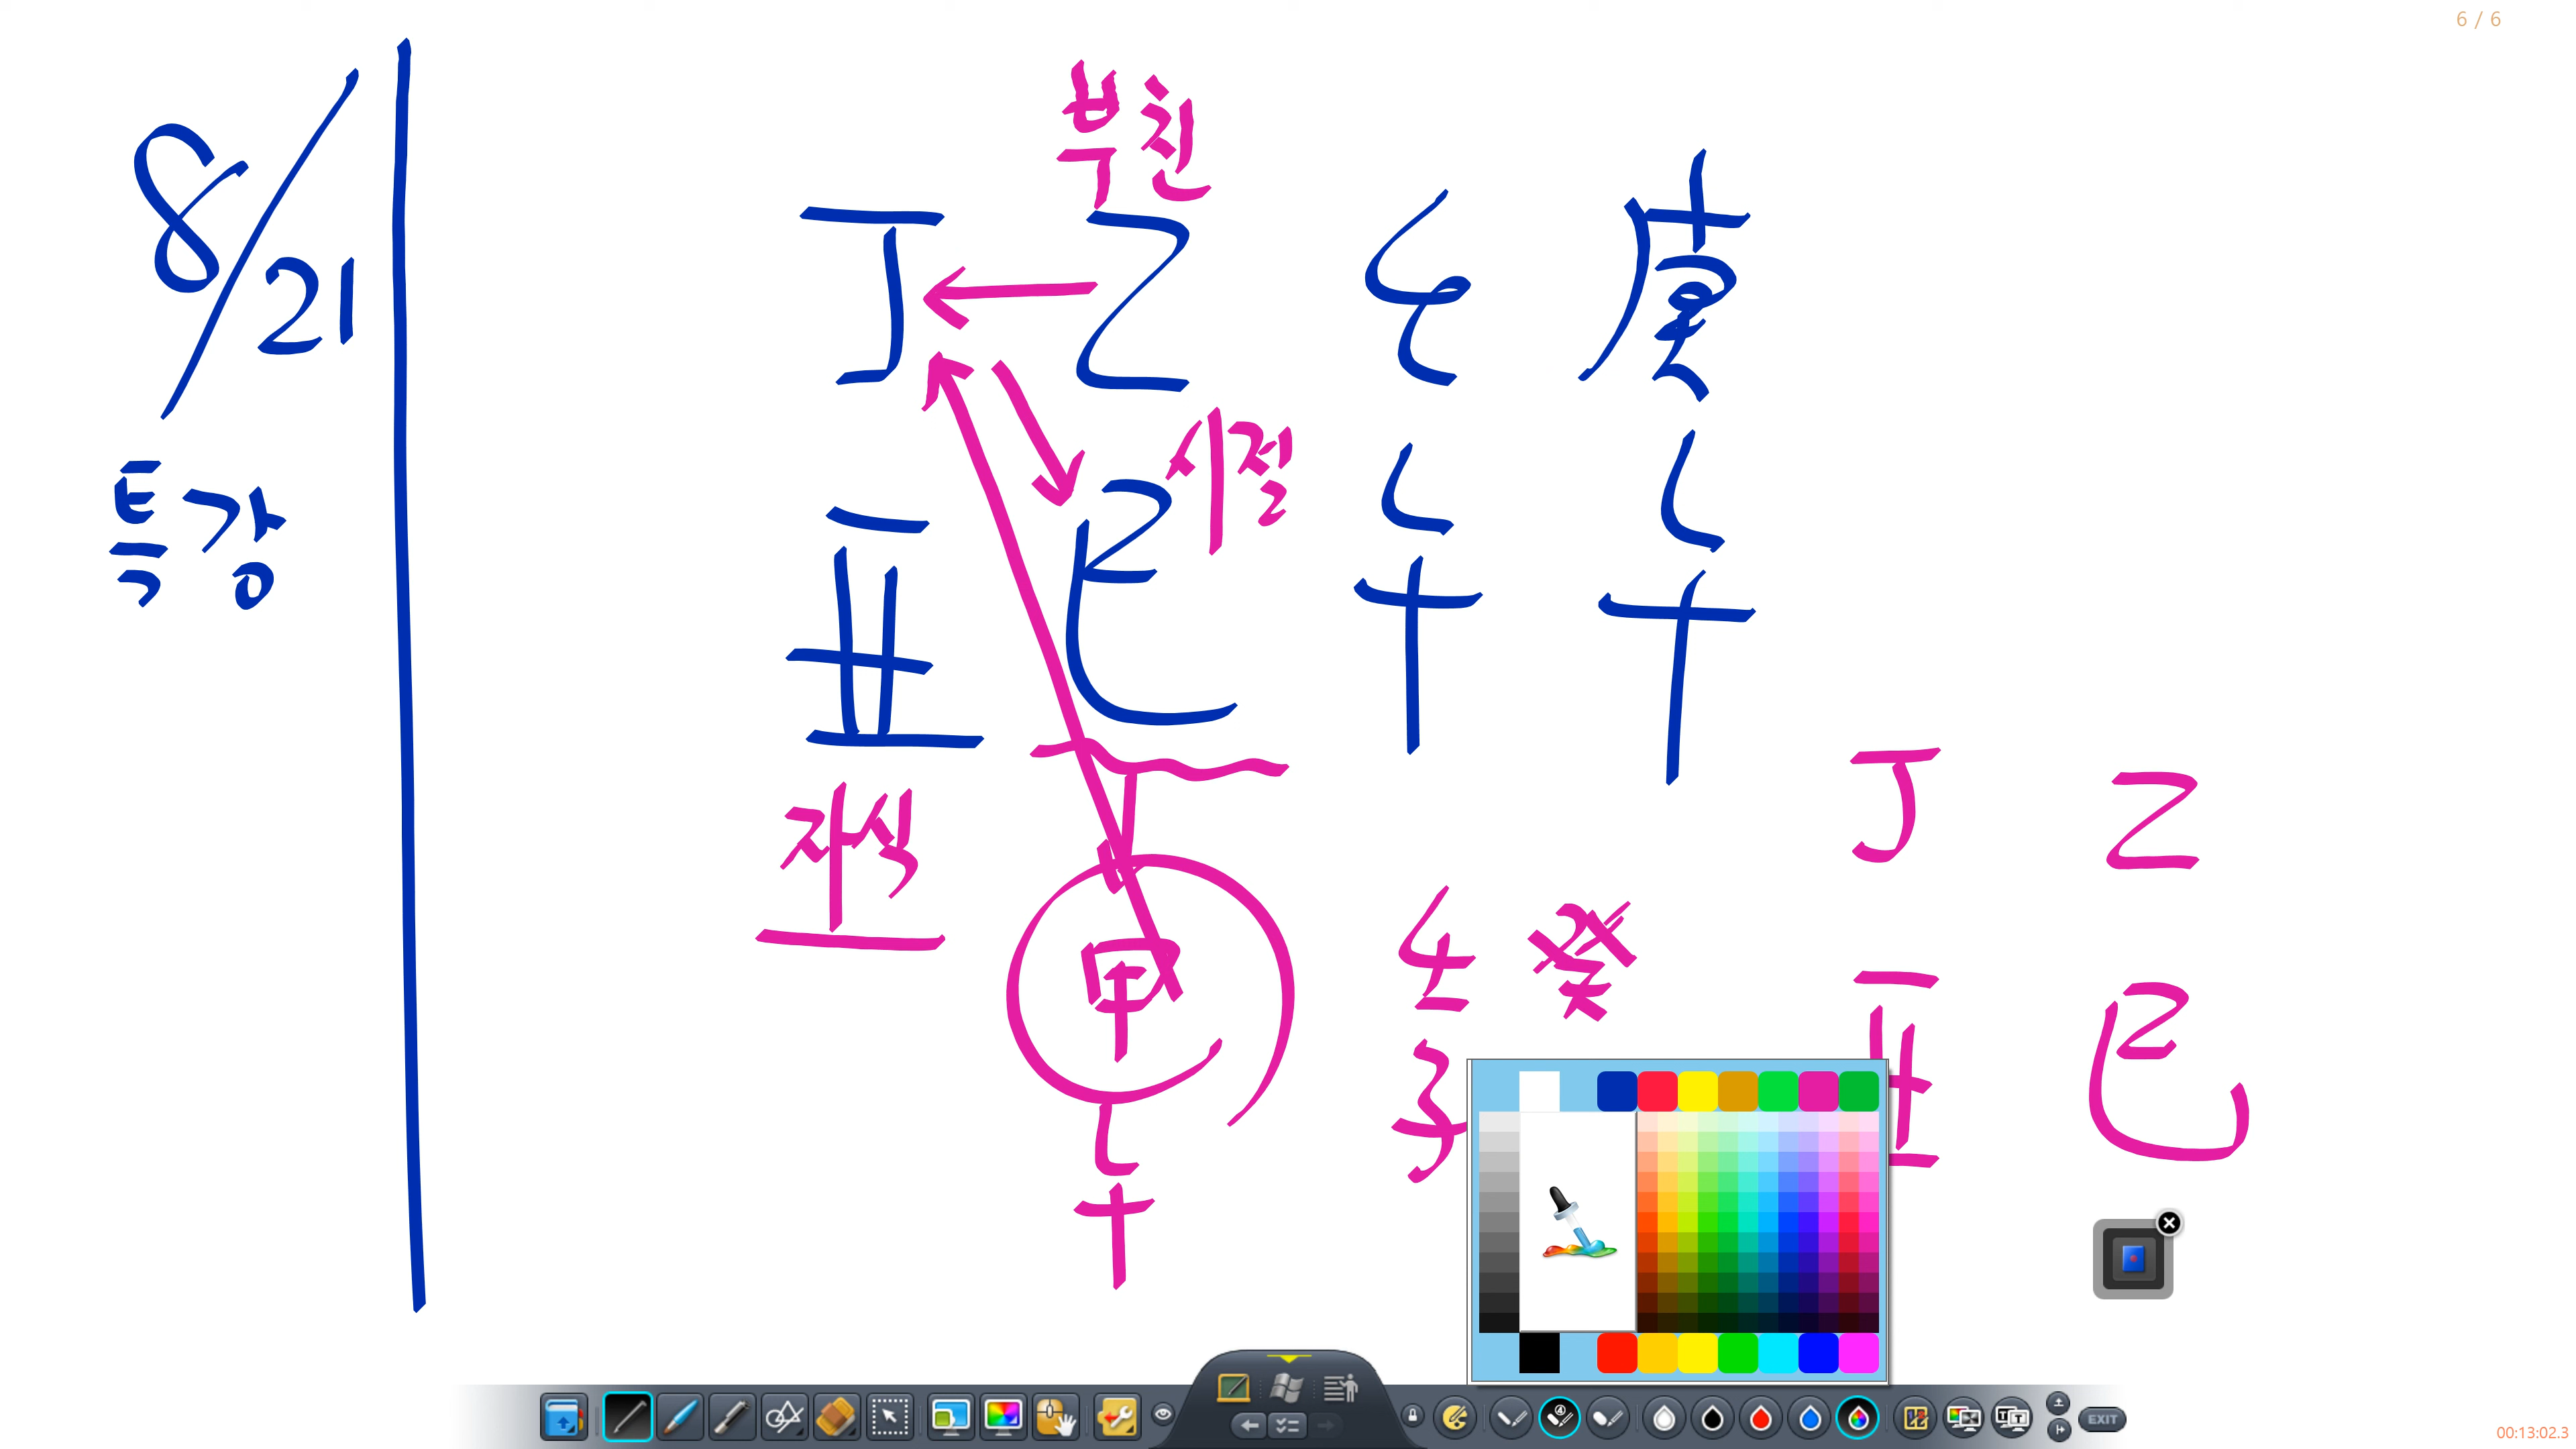 6 / 6
8/21
특강
부친
丁 乙 壬 庚
시절
丑 巳 午 午
자식
丁 乙
甲 壬 癸
丑 巳
午 子
EXIT
00:13:02.3